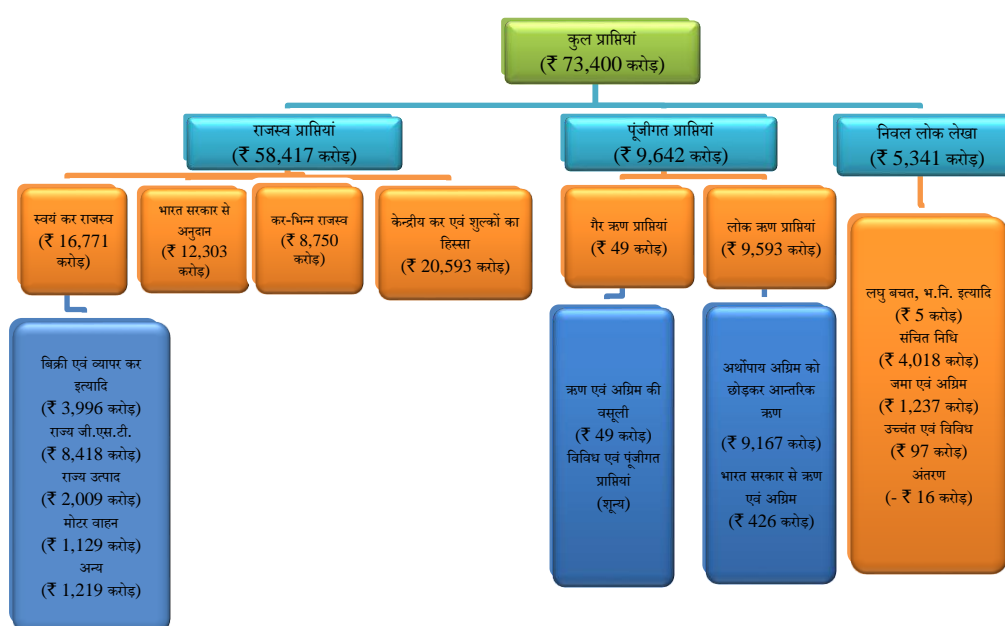 कुल प्राप्तियां
(₹ 73,400 करोड़)
राजस्व प्राप्तियां
(₹ 58,417 करोड़)
पूंजीगत प्राप्तियां
(₹ 9,642 करोड़)
निवल लोक लेखा
(₹ 5,341 करोड़)
स्वयं कर राजस्व
(₹ 16,771
करोड़)
भारत सरकार से
अनुदान
(₹ 12,303
करोड़)
कर-भिन्न राजस्व
(₹ 8,750
करोड़)
केन्द्रीय कर एवं शुल्कों का
हिस्सा
(₹ 20,593 करोड़)
गैर ऋण प्राप्तियां
(₹ 49 करोड़)
लोक ऋण प्राप्तियां
(₹ 9,593 करोड़)
बिक्री एवं व्यापर कर
इत्यादि
(₹ 3,996 करोड़)
राज्य जी.एस.टी.
(₹ 8,418 करोड़)
राज्य उत्पाद
(₹ 2,009 करोड़)
मोटर वाहन
(₹ 1,129 करोड़)
अन्य
(₹ 1,219 करोड़)
ऋण एवं अग्रिम की
वसूली
(₹ 49 करोड़)
विविध एवं पूंजीगत
प्राप्तियां
(शून्य)
अर्थोपाय अग्रिम को
छोड़कर आन्तरिक
ऋण
(₹ 9,167 करोड़)
भारत सरकार से ऋण
एवं अग्रिम
(₹ 426 करोड़)
लघु बचत, भ.नि. इत्यादि
(₹ 5 करोड़)
संचित निधि
(₹ 4,018 करोड़)
जमा एवं अग्रिम
(₹ 1,237 करोड़)
उच्चंत एवं विविध
(₹ 97 करोड़)
अंतरण
(- ₹ 16 करोड़)